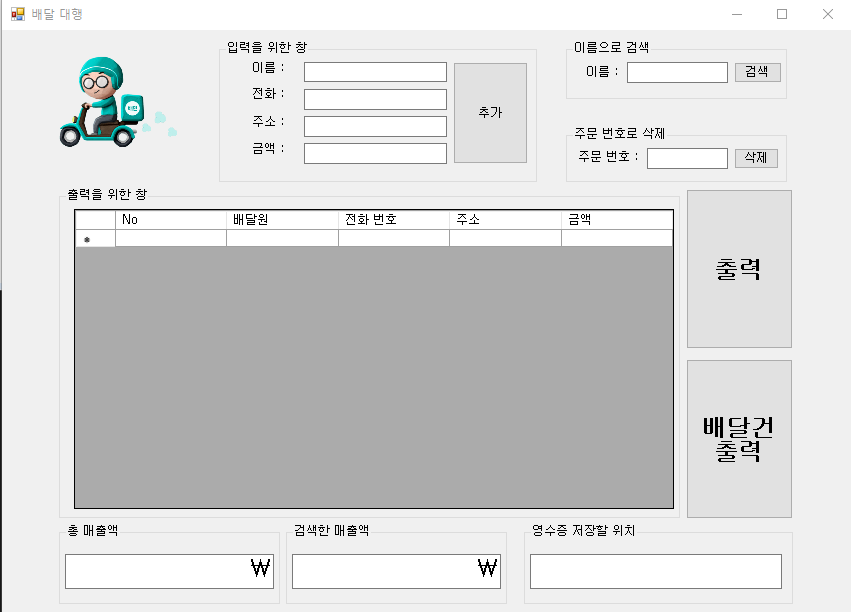 배달 대행
입력을 위한 창
이름 :
전화 :
주소 :
금액 :
추가
이름으로 검색
이름 :
검색
주문 번호로 삭제
주문 번호 :
삭제
출력을 위한 창
No 배달원 전화 번호 주소 금액
*
출력
배달건
출력
총 매출액
₩
검색한 매출액
₩
영수증 저장할 위치